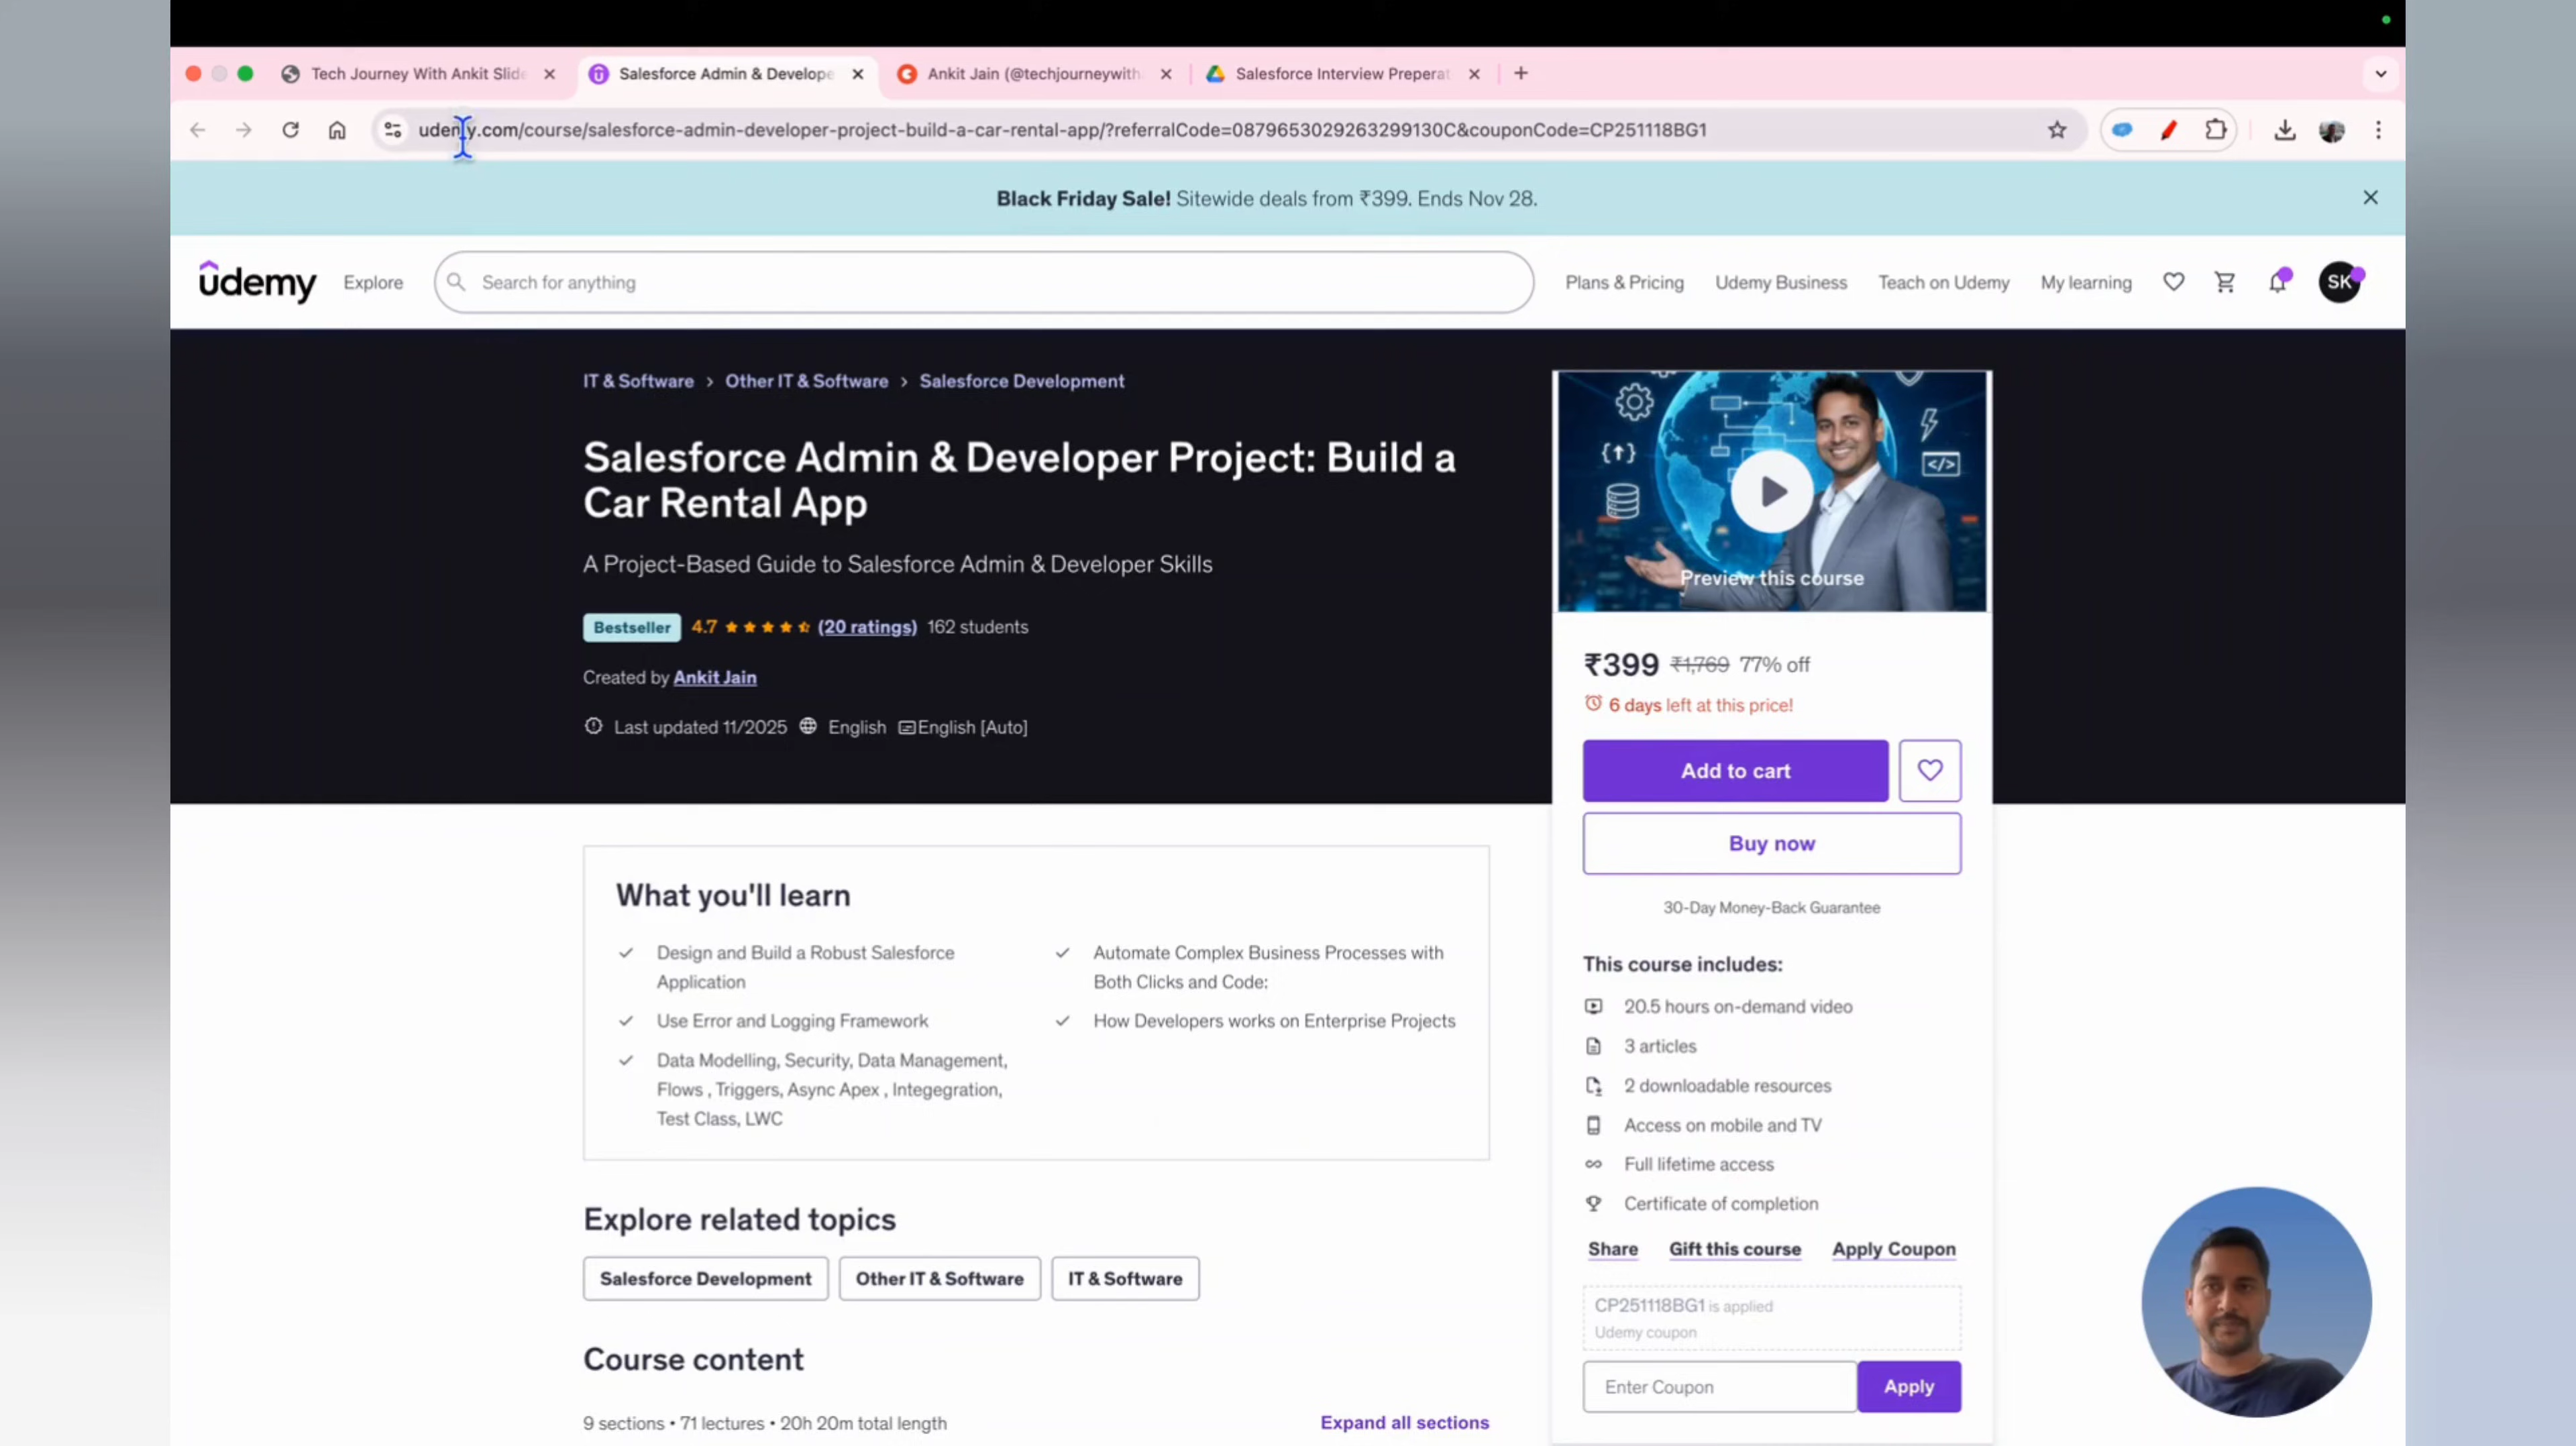 Tech Journey With Ankit Slide
Salesforce Admin & Develope
Ankit Jain (@techjourneywith
Salesforce Interview Preperat
udemy.com/course/salesforce-admin-developer-project-build-a-car-rental-app/?referralCode=0879653029263299130C&couponCode=CP251118BG1
Black Friday Sale! Sitewide deals from ₹399. Ends Nov 28.
udemy
Explore
Search for anything
Plans & Pricing
Udemy Business
Teach on Udemy
My learning
SK
IT & Software > Other IT & Software > Salesforce Development
Salesforce Admin & Developer Project: Build a
Car Rental App
A Project-Based Guide to Salesforce Admin & Developer Skills
Bestseller 4.7 (20 ratings) 162 students
Created by Ankit Jain
Last updated 11/2025 English English [Auto]
Preview this course
₹399 ₹1,769 77% off
6 days left at this price!
Add to cart
Buy now
30-Day Money-Back Guarantee
This course includes:
20.5 hours on-demand video
3 articles
2 downloadable resources
Access on mobile and TV
Full lifetime access
Certificate of completion
Share Gift this course Apply Coupon
CP251118BG1 is applied
Udemy coupon
Enter Coupon Apply
What you'll learn
Design and Build a Robust Salesforce
Application
Use Error and Logging Framework
Data Modelling, Security, Data Management,
Flows , Triggers, Async Apex , Integegration,
Test Class, LWC
Automate Complex Business Processes with
Both Clicks and Code:
How Developers works on Enterprise Projects
Explore related topics
Salesforce Development
Other IT & Software
IT & Software
Course content
9 sections • 71 lectures • 20h 20m total length
Expand all sections